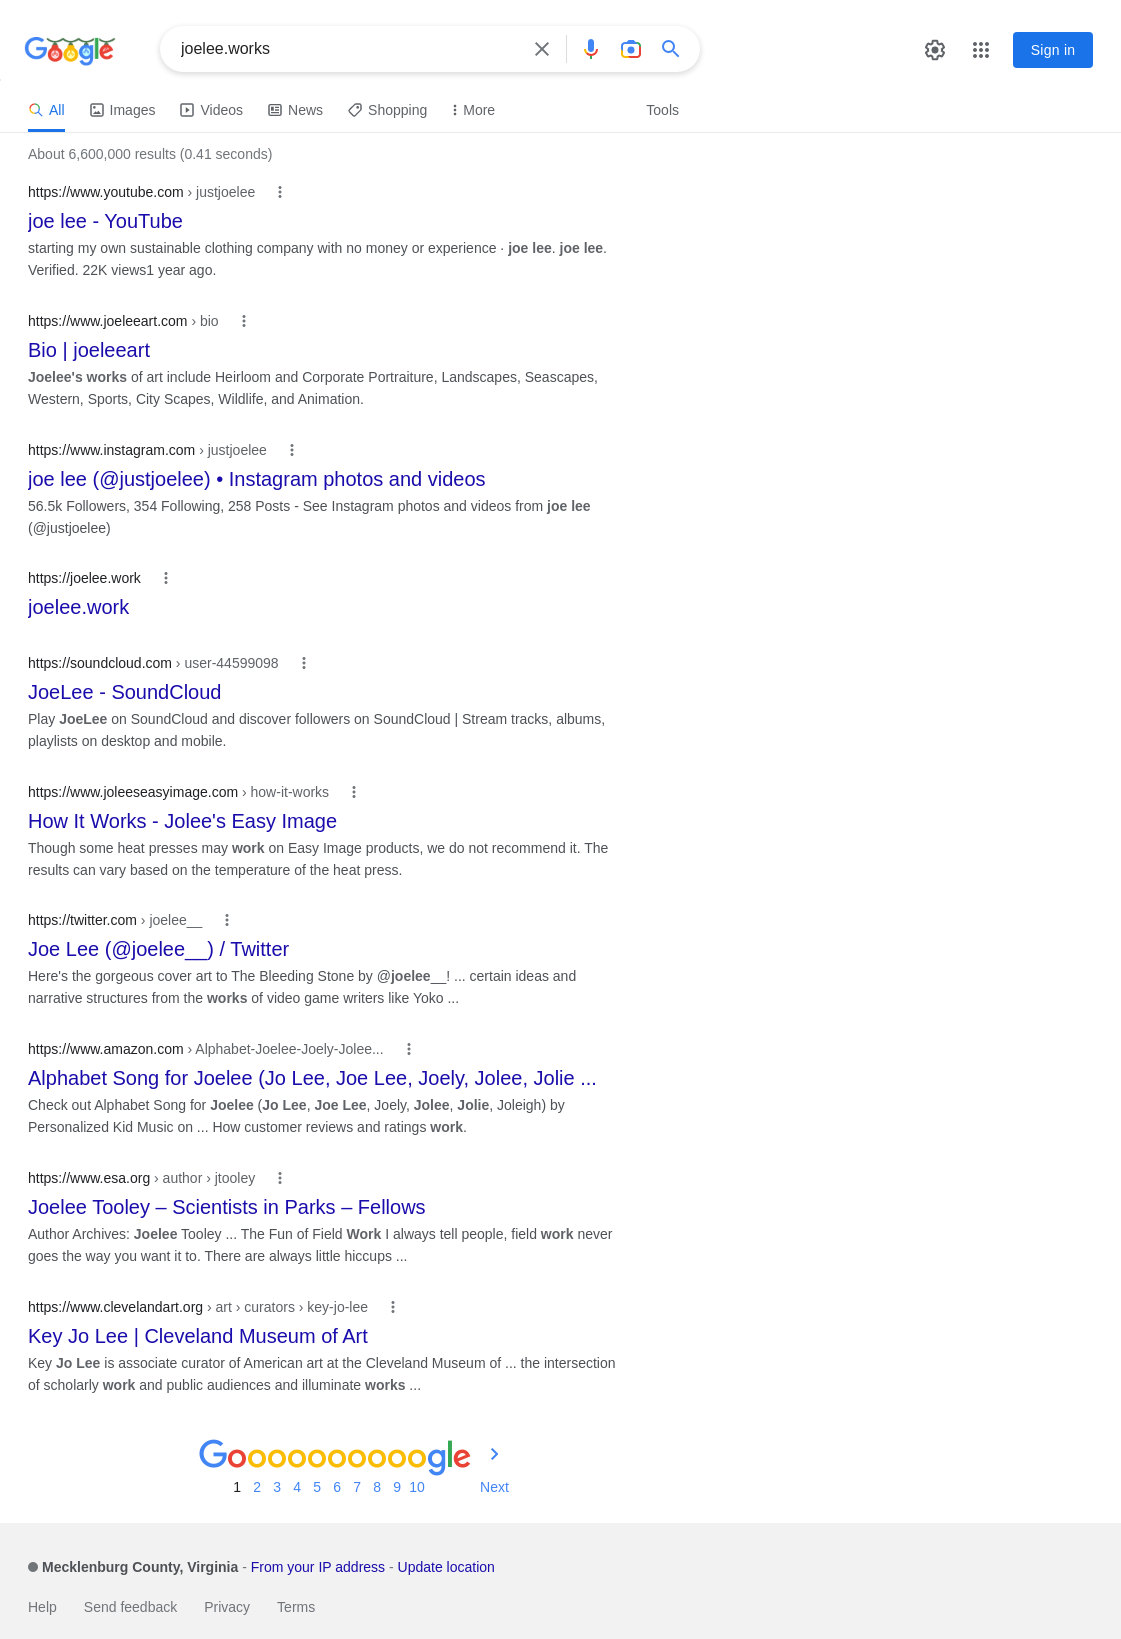 Google
joelee.works
Sign in
All
Images
Videos
News
Shopping
More
Tools
About 6,600,000 results (0.41 seconds)
https://www.youtube.com › justjoelee
joe lee - YouTube
starting my own sustainable clothing company with no money or experience · joe lee. joe lee.
Verified. 22K views1 year ago.
https://www.joeleeart.com › bio
Bio | joeleeart
Joelee's works of art include Heirloom and Corporate Portraiture, Landscapes, Seascapes,
Western, Sports, City Scapes, Wildlife, and Animation.
https://www.instagram.com › justjoelee
joe lee (@justjoelee) • Instagram photos and videos
56.5k Followers, 354 Following, 258 Posts - See Instagram photos and videos from joe lee
(@justjoelee)
https://joelee.work
joelee.work
https://soundcloud.com › user-44599098
JoeLee - SoundCloud
Play JoeLee on SoundCloud and discover followers on SoundCloud | Stream tracks, albums,
playlists on desktop and mobile.
https://www.joleeseasyimage.com › how-it-works
How It Works - Jolee's Easy Image
Though some heat presses may work on Easy Image products, we do not recommend it. The
results can vary based on the temperature of the heat press.
https://twitter.com › joelee__
Joe Lee (@joelee__) / Twitter
Here's the gorgeous cover art to The Bleeding Stone by @joelee__! ... certain ideas and
narrative structures from the works of video game writers like Yoko ...
https://www.amazon.com › Alphabet-Joelee-Joely-Jolee...
Alphabet Song for Joelee (Jo Lee, Joe Lee, Joely, Jolee, Jolie ...
Check out Alphabet Song for Joelee (Jo Lee, Joe Lee, Joely, Jolee, Jolie, Joleigh) by
Personalized Kid Music on ... How customer reviews and ratings work.
https://www.esa.org › author › jtooley
Joelee Tooley – Scientists in Parks – Fellows
Author Archives: Joelee Tooley ... The Fun of Field Work I always tell people, field work never
goes the way you want it to. There are always little hiccups ...
https://www.clevelandart.org › art › curators › key-jo-lee
Key Jo Lee | Cleveland Museum of Art
Key Jo Lee is associate curator of American art at the Cleveland Museum of ... the intersection
of scholarly work and public audiences and illuminate works ...
Goooooooooogle
1 2 3 4 5 6 7 8 9 10 Next
Mecklenburg County, Virginia - From your IP address - Update location
Help
Send feedback
Privacy
Terms